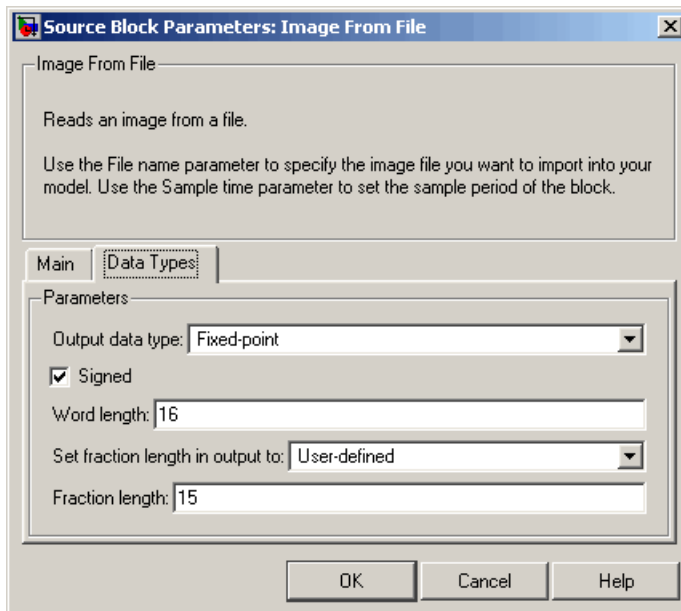 Source Block Parameters: Image From File
Image From File
Reads an image from a file.
Use the File name parameter to specify the image file you want to import into your
model. Use the Sample time parameter to set the sample period of the block.
Main Data Types
Parameters
Output data type: Fixed-point
Signed
Word length: 16
Set fraction length in output to: User-defined
Fraction length: 15
OK Cancel Help